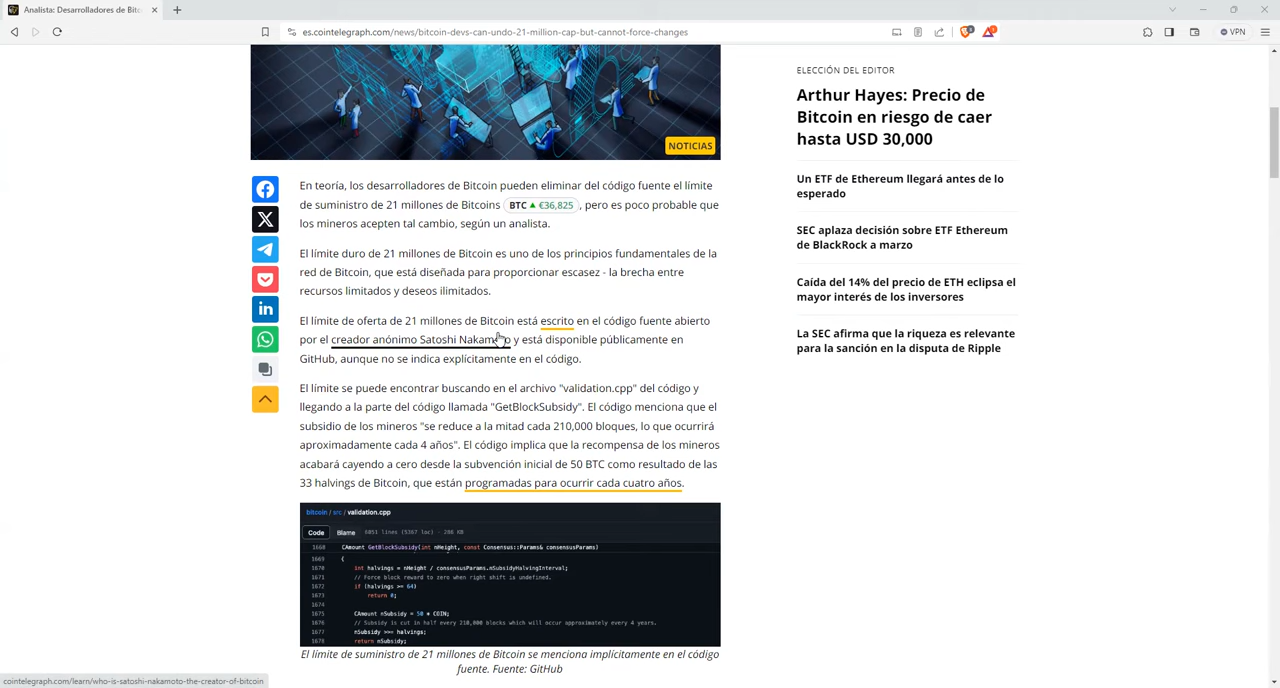 Analista: Desarrolladores de Bitc
es.cointelegraph.com/news/bitcoin-devs-can-undo-21-million-cap-but-cannot-force-changes
VPN
NOTICIAS
En teoría, los desarrolladores de Bitcoin pueden eliminar del código fuente el límite
de suministro de 21 millones de Bitcoins BTC ▲ €36,825 , pero es poco probable que
los mineros acepten tal cambio, según un analista.
El límite duro de 21 millones de Bitcoin es uno de los principios fundamentales de la
red de Bitcoin, que está diseñada para proporcionar escasez - la brecha entre
recursos limitados y deseos ilimitados.
El límite de oferta de 21 millones de Bitcoin está escrito en el código fuente abierto
por el creador anónimo Satoshi Nakamoto y está disponible públicamente en
GitHub, aunque no se indica explícitamente en el código.
El límite se puede encontrar buscando en el archivo "validation.cpp" del código y
llegando a la parte del código llamada "GetBlockSubsidy". El código menciona que el
subsidio de los mineros "se reduce a la mitad cada 210,000 bloques, lo que ocurrirá
aproximadamente cada 4 años". El código implica que la recompensa de los mineros
acabará cayendo a cero desde la subvención inicial de 50 BTC como resultado de las
33 halvings de Bitcoin, que están programadas para ocurrir cada cuatro años.
bitcoin / src / validation.cpp
Code Blame
1668 CAmount GetBlockSubsidy(int nHeight, const Consensus::Params& consensusParams)
1669 {
1670 int halvings = nHeight / consensusParams.nSubsidyHalvingInterval;
1671 // Force block reward to zero when right shift is undefined.
1672 if (halvings >= 64)
1673 return 0;
1674
1675 CAmount nSubsidy = 50 * COIN;
1676 // Subsidy is cut in half every 210,000 blocks which will occur approximately every 4 years.
1677 nSubsidy >>= halvings;
1678 return nSubsidy;
El límite de suministro de 21 millones de Bitcoin se menciona implícitamente en el código
fuente. Fuente: GitHub
ELECCIÓN DEL EDITOR
Arthur Hayes: Precio de
Bitcoin en riesgo de caer
hasta USD 30,000
Un ETF de Ethereum llegará antes de lo
esperado
SEC aplaza decisión sobre ETF Ethereum
de BlackRock a marzo
Caída del 14% del precio de ETH eclipsa el
mayor interés de los inversores
La SEC afirma que la riqueza es relevante
para la sanción en la disputa de Ripple
cointelegraph.com/learn/who-is-satoshi-nakamoto-the-creator-of-bitcoin